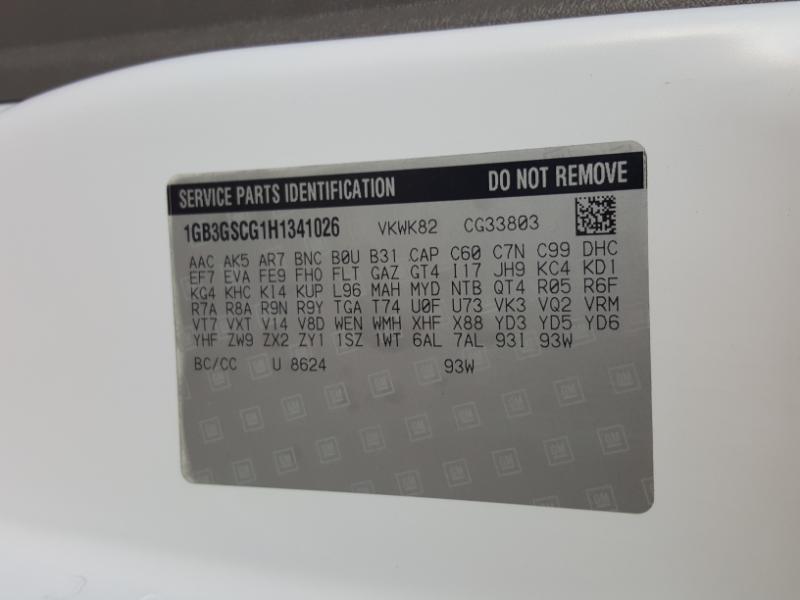 SERVICE PARTS IDENTIFICATION DO NOT REMOVE
1GB3GSCG1H1341026 VKWK82 CG33803
AAC AK5 AR7 BNC B0U B31 CAP C60 C7N C99 DHC
EF7 EVA FE9 FHO FLT GAZ GT4 I17 JH9 KC4 KD1
KG4 KHC KI4 KUP L96 MAH MYD NTB QT4 R05 R6F
R7A R8A R9N R9Y TGA T74 U0F U73 VK3 VQ2 VRM
VT7 VXT V14 V8D WEN WMH XHF X88 YD3 YD5 YD6
YHF ZW9 ZX2 ZY1 1SZ 1WT 6AL 7AL 93I 93W
BC/CC U 8624 93W